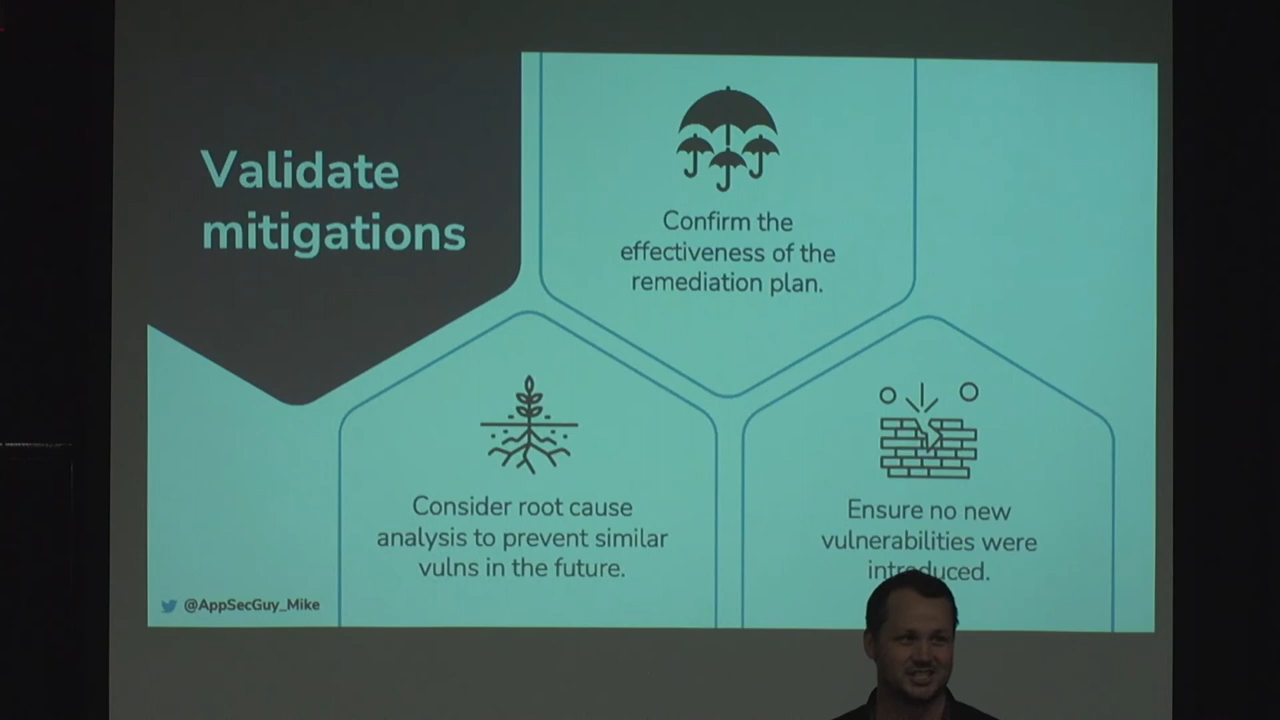 Validate
mitigations
Confirm the
effectiveness of the
remediation plan.
Consider root cause
analysis to prevent similar
vulns in the future.
Ensure no new
vulnerabilities were
introduced.
@AppSecGuy_Mike